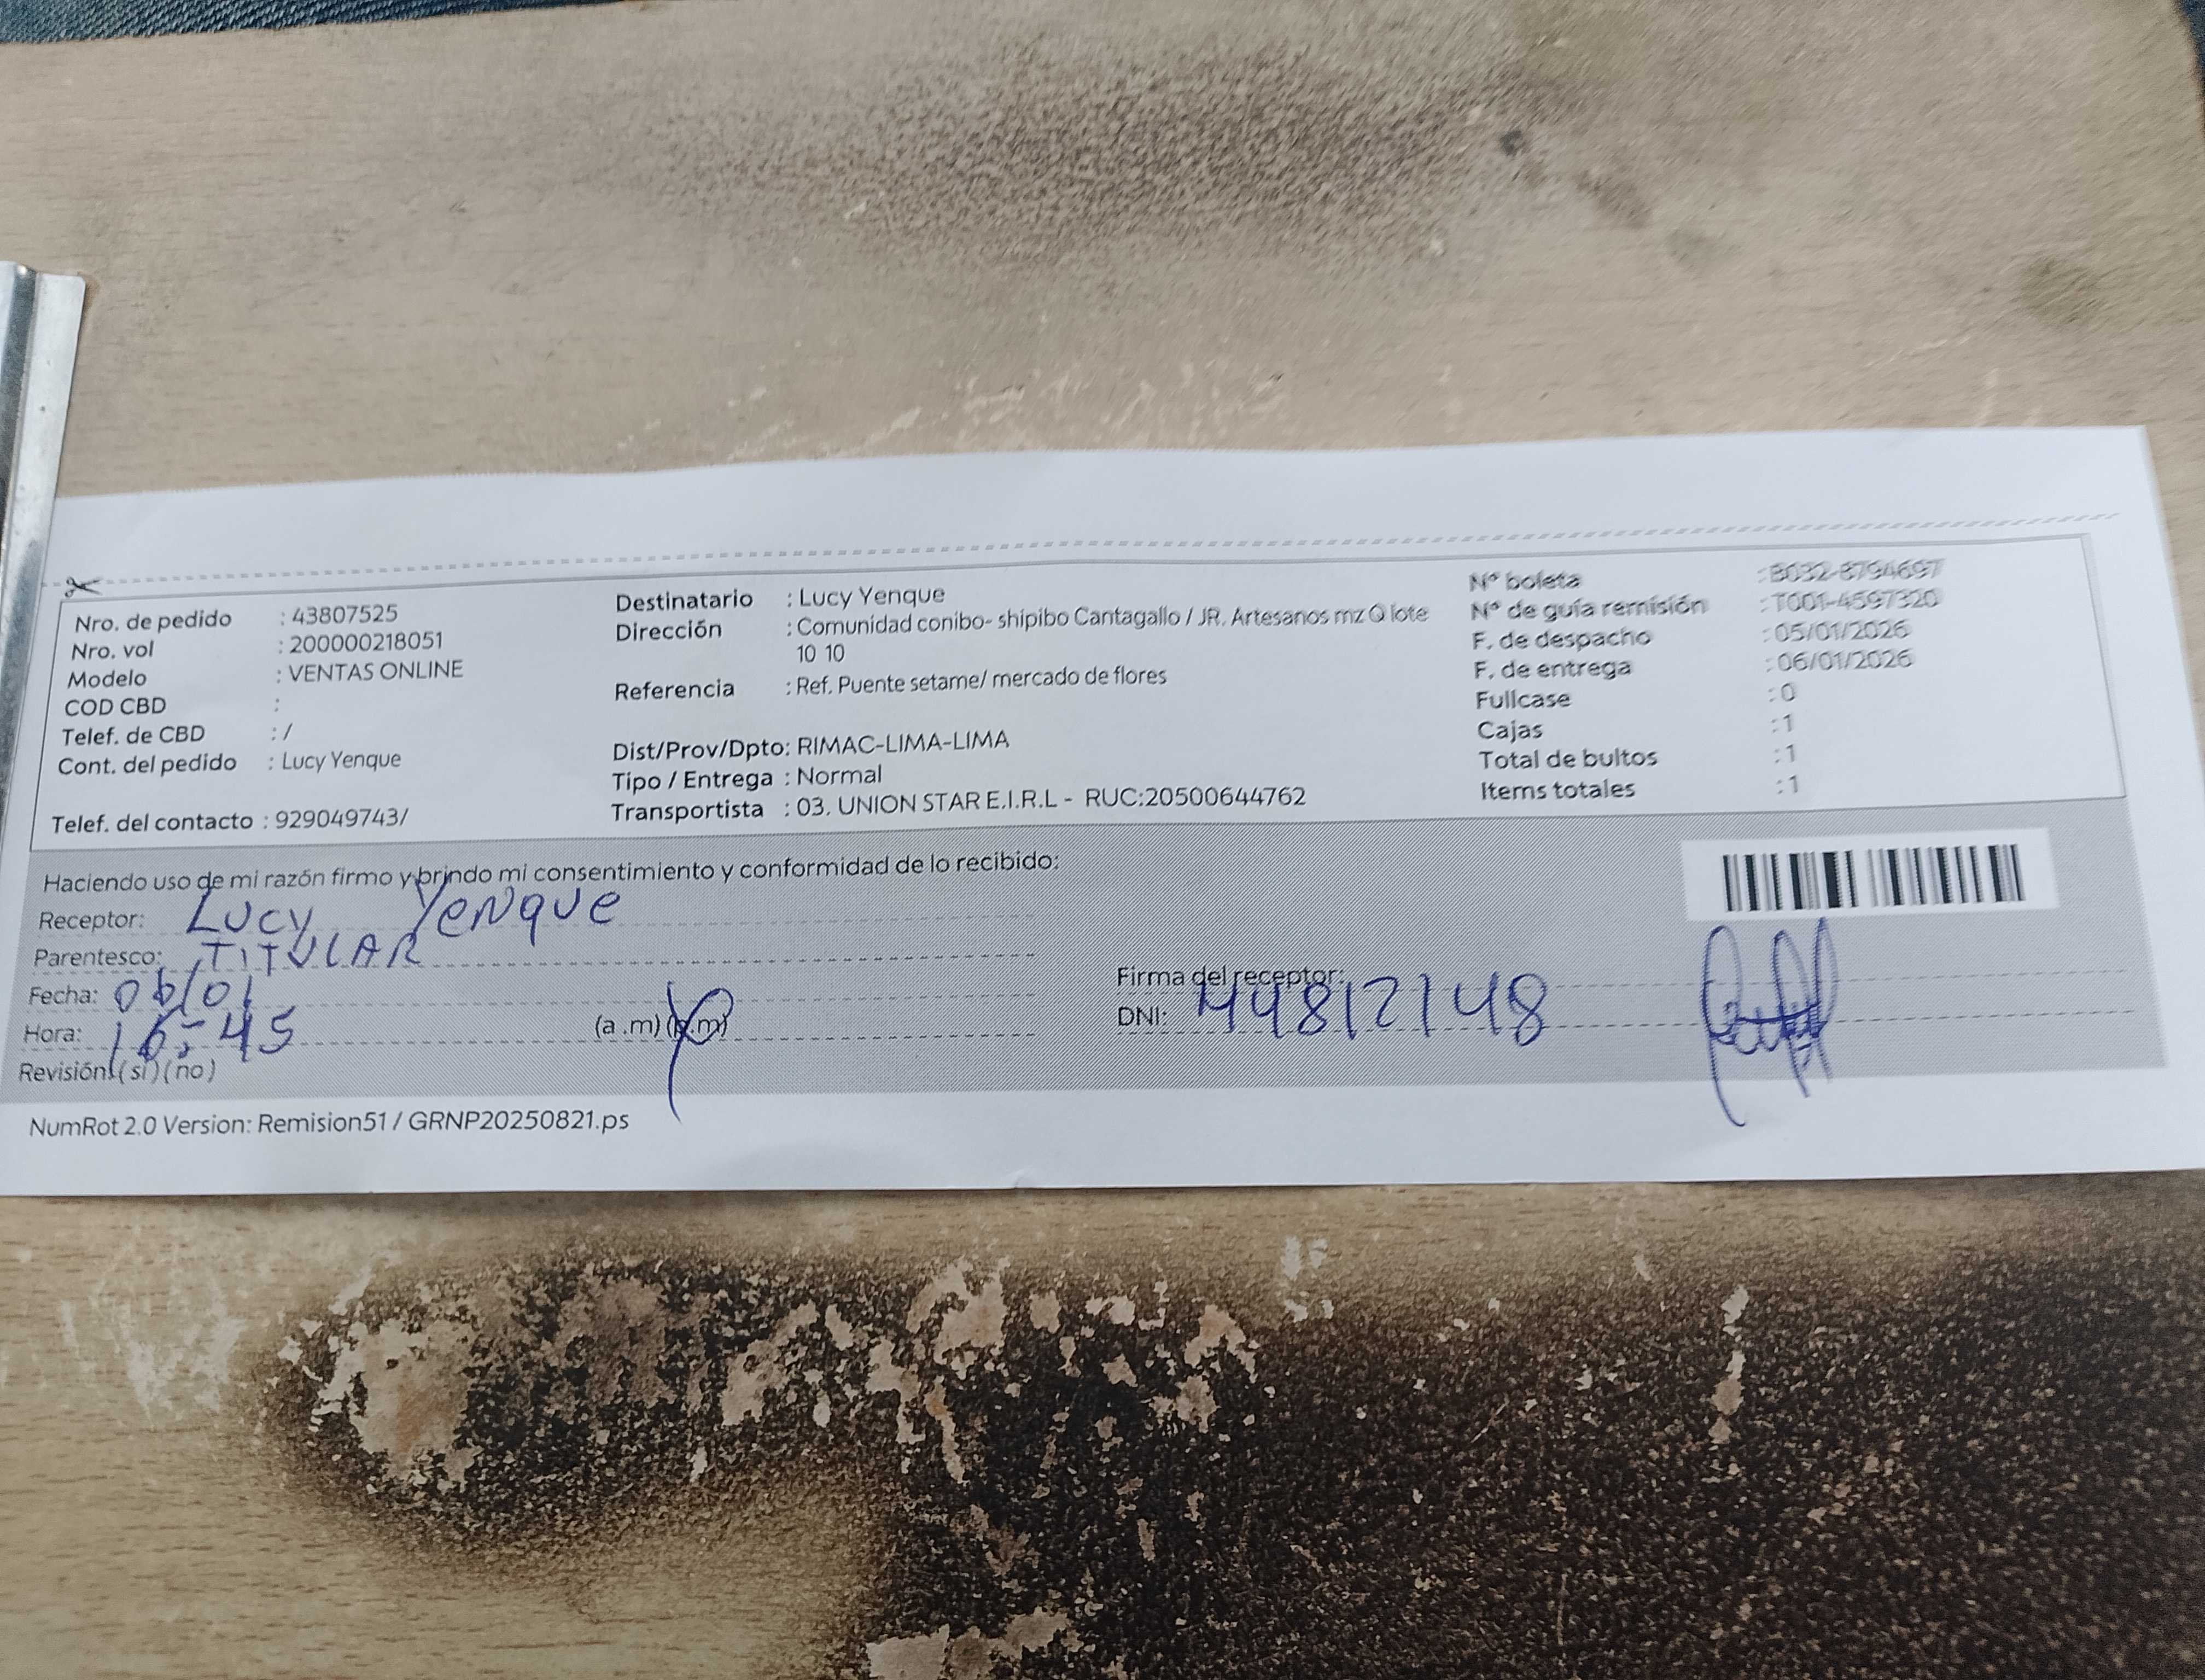 Nro. de pedido : 43807525
Nro. vol : 200000218051
Modelo : VENTAS ONLINE
COD CBD :
Telef. de CBD : /
Cont. del pedido : Lucy Yenque
Telef. del contacto : 929049743/
Destinatario : Lucy Yenque
Dirección : Comunidad conibo- shipibo Cantagallo / JR. Artesanos mz Q lote
10 10
Referencia : Ref. Puente setame/ mercado de flores
Dist/Prov/Dpto: RIMAC-LIMA-LIMA
Tipo / Entrega : Normal
Transportista : 03. UNION STAR E.I.R.L - RUC:20500644762
N° boleta : B032-8794697
N° de guía remisión : T001-4597320
F. de despacho : 05/01/2026
F. de entrega : 06/01/2026
Fullcase : 0
Cajas : 1
Total de bultos : 1
Items totales : 1
Haciendo uso de mi razón firmo y brindo mi consentimiento y conformidad de lo recibido:
Receptor: Lucy Yenque
Parentesco: TITULAR
Fecha: 06/01
Hora: 16:45 (a.m) (p.m)
Revisión: (si) (no)
Firma del receptor:
DNI: 44812148
NumRot 2.0 Version: Remision51 / GRNP20250821.ps